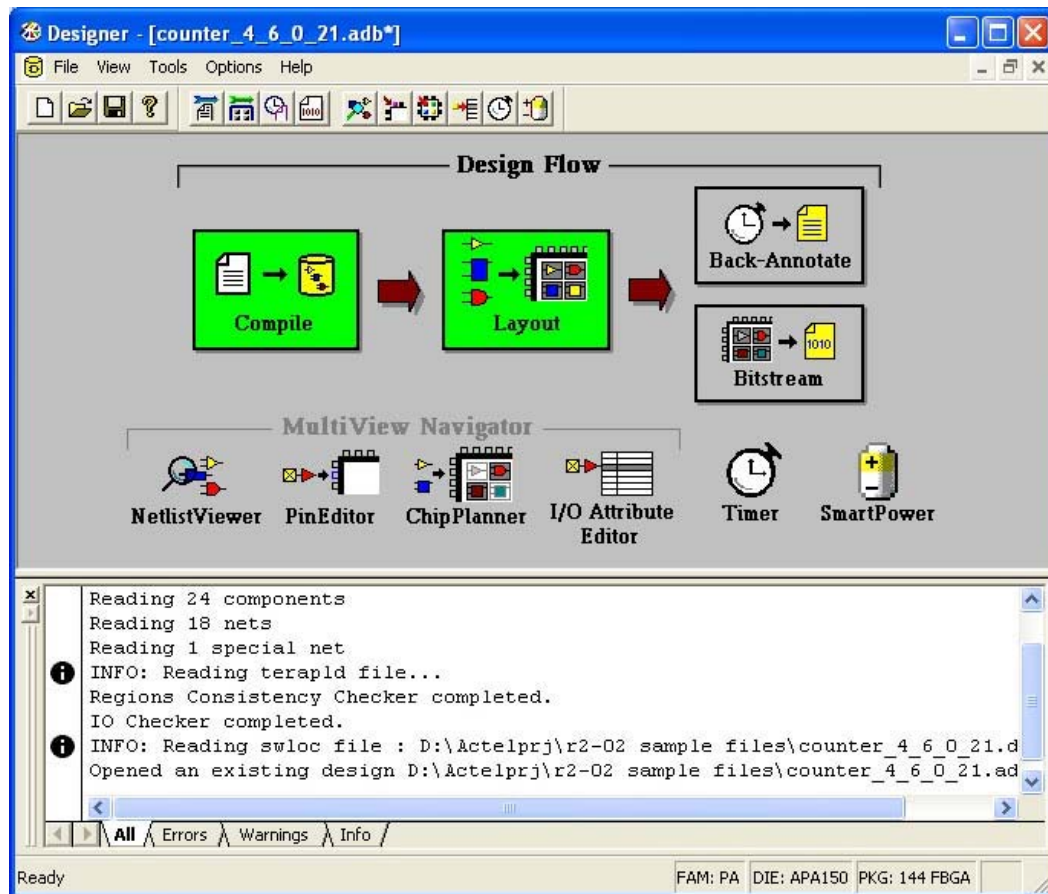 Designer - [counter_4_6_0_21.adb*]
File View Tools Options Help
Design Flow
Compile
Layout
Back-Annotate
1010
Bitstream
MultiView Navigator
NetlistViewer
PinEditor
ChipPlanner
I/O Attribute
Editor
Timer
SmartPower
Reading 24 components
Reading 18 nets
Reading 1 special net
INFO: Reading terapld file...
Regions Consistency Checker completed.
IO Checker completed.
INFO: Reading swloc file : D:\Actelprj\r2-02 sample files\counter_4_6_0_21.d
Opened an existing design D:\Actelprj\r2-02 sample files\counter_4_6_0_21.ad
All Errors Warnings Info
Ready
FAM: PA DIE: APA150 PKG: 144 FBGA